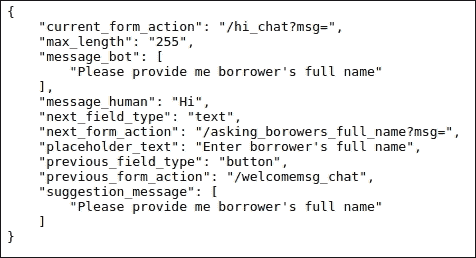 {
    "current_form_action": "/hi_chat?msg=",
    "max_length": "255",
    "message_bot": [
        "Please provide me borrower's full name"
    ],
    "message_human": "Hi",
    "next_field_type": "text",
    "next_form_action": "/asking_borowers_full_name?msg=",
    "placeholder_text": "Enter borrower's full name",
    "previous_field_type": "button",
    "previous_form_action": "/welcomemsg_chat",
    "suggestion_message": [
        "Please provide me borrower's full name"
    ]
}